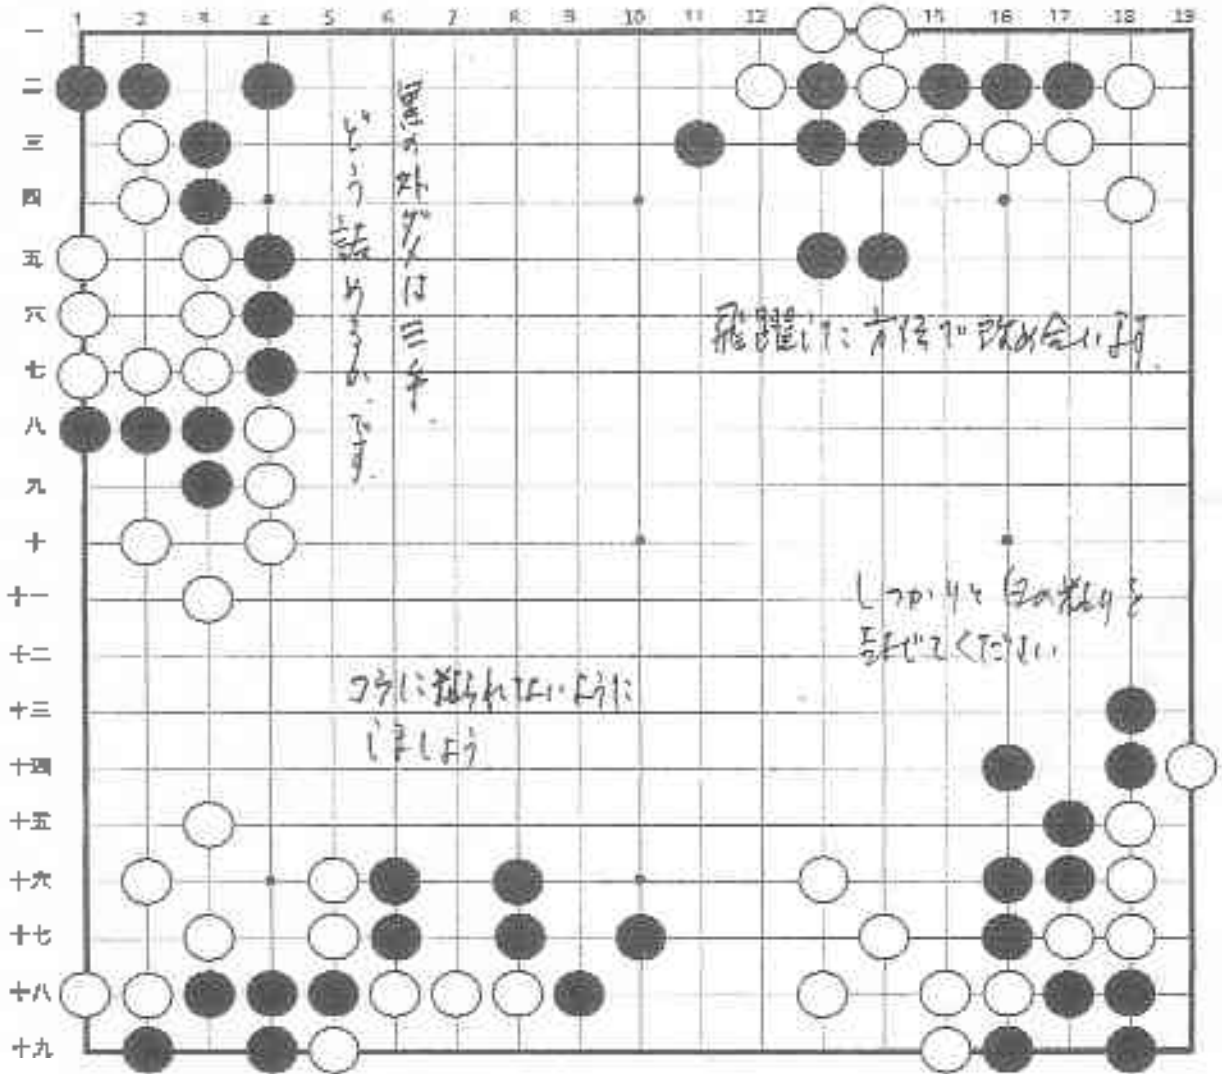 1 2 3 4 5 6 7 8 9 10 11 12 15 16 17 18 19
一
二
三
四
五
六
七
八
九
十
十一
十二
十三
十四
十五
十六
十七
十八
十九
黒の外ダメは三手。
どう詰めるか、です。
飛躍した方法で攻め合います。
しっかりと白の粘りを
封じてください
コウに粘られないように
しましょう